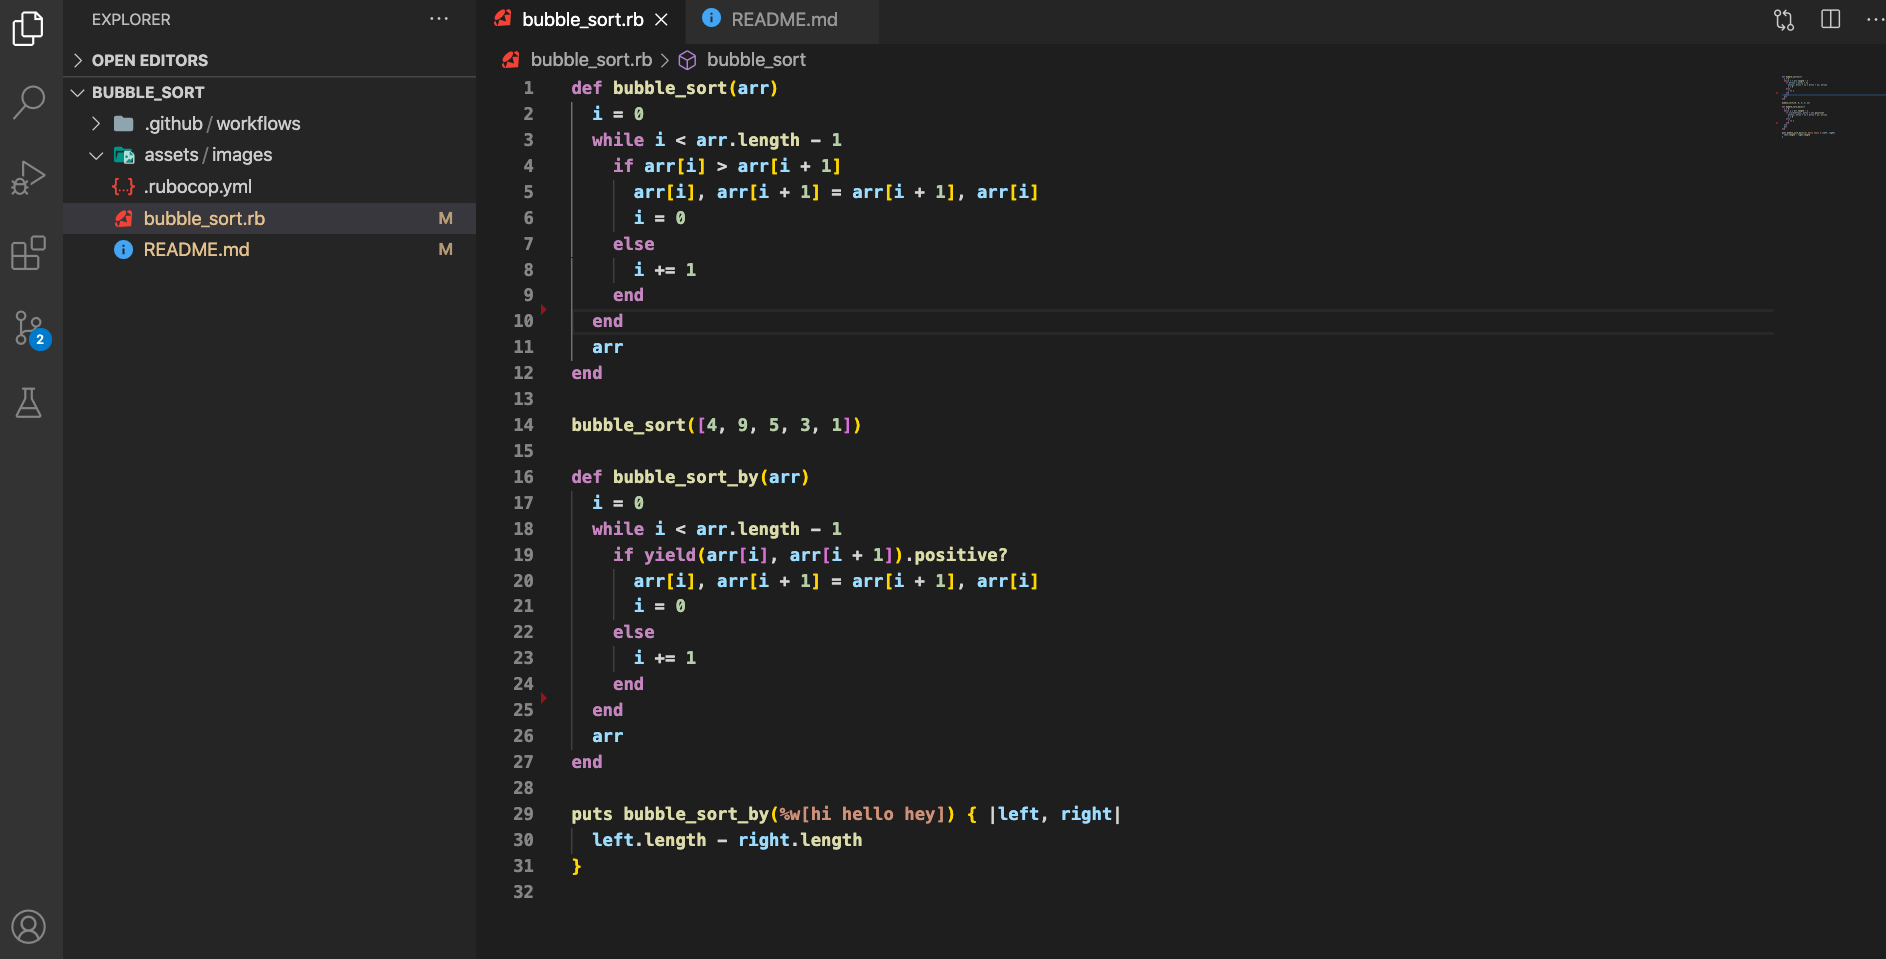 EXPLORER
OPEN EDITORS
BUBBLE_SORT
.github / workflows
assets / images
.rubocop.yml
bubble_sort.rb M
README.md M
2
bubble_sort.rb README.md
bubble_sort.rb > bubble_sort
1 def bubble_sort(arr)
2   i = 0
3   while i < arr.length - 1
4     if arr[i] > arr[i + 1]
5       arr[i], arr[i + 1] = arr[i + 1], arr[i]
6       i = 0
7     else
8       i += 1
9     end
10   end
11   arr
12 end
13
14 bubble_sort([4, 9, 5, 3, 1])
15
16 def bubble_sort_by(arr)
17   i = 0
18   while i < arr.length - 1
19     if yield(arr[i], arr[i + 1]).positive?
20       arr[i], arr[i + 1] = arr[i + 1], arr[i]
21       i = 0
22     else
23       i += 1
24     end
25   end
26   arr
27 end
28
29 puts bubble_sort_by(%w[hi hello hey]) { |left, right|
30   left.length - right.length
31 }
32